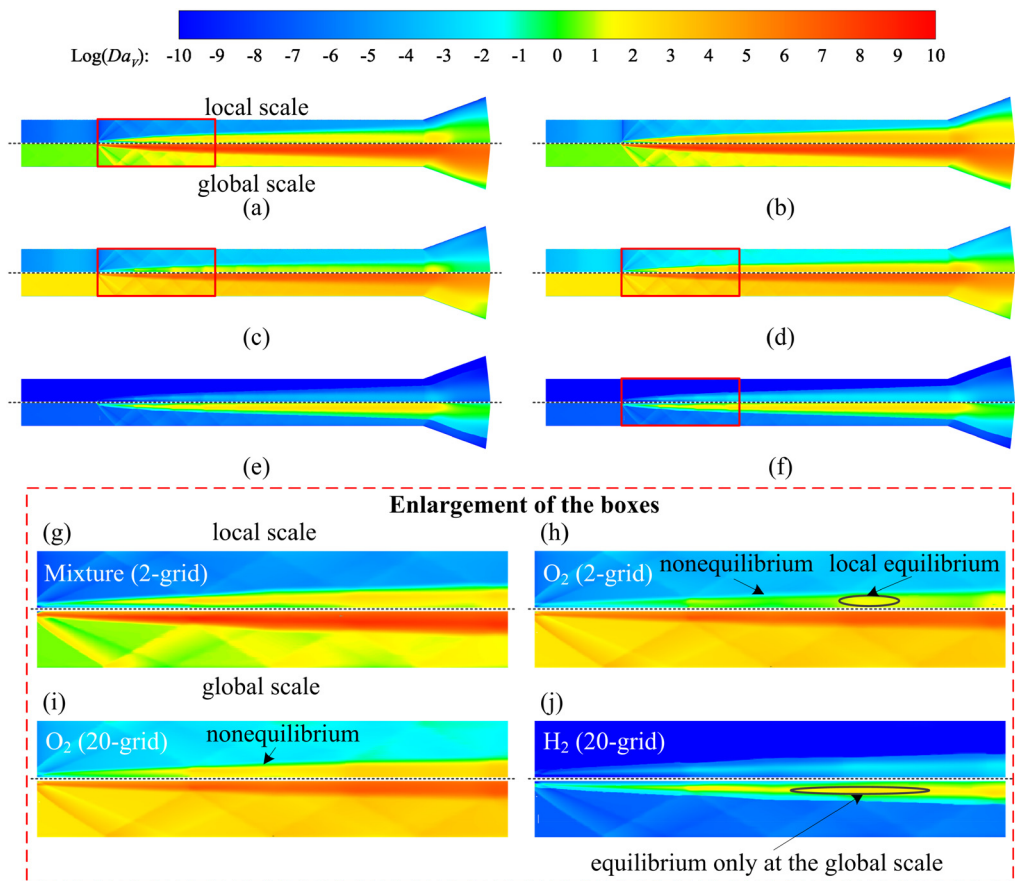 Log(Da_V): -10 -9 -8 -7 -6 -5 -4 -3 -2 -1 0 1 2 3 4 5 6 7 8 9 10
local scale
global scale
(a)
(b)
(c)
(d)
(e)
(f)
Enlargement of the boxes
(g)
local scale
Mixture (2-grid)
global scale
(h)
O₂ (2-grid)
nonequilibrium
local equilibrium
(i)
O₂ (20-grid)
nonequilibrium
(j)
H₂ (20-grid)
equilibrium only at the global scale